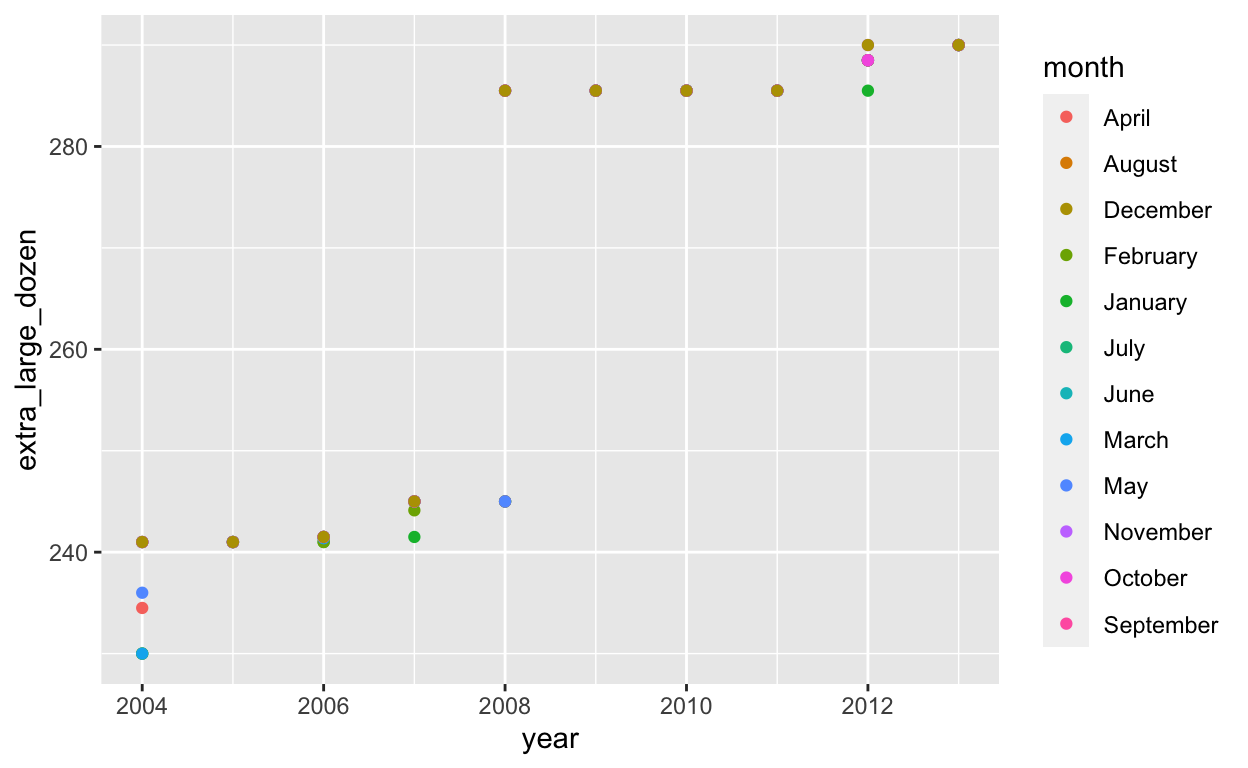 extra_large_dozen
280
260
240
2004 2006 2008 2010 2012
year
month
April
August
December
February
January
July
June
March
May
November
October
September